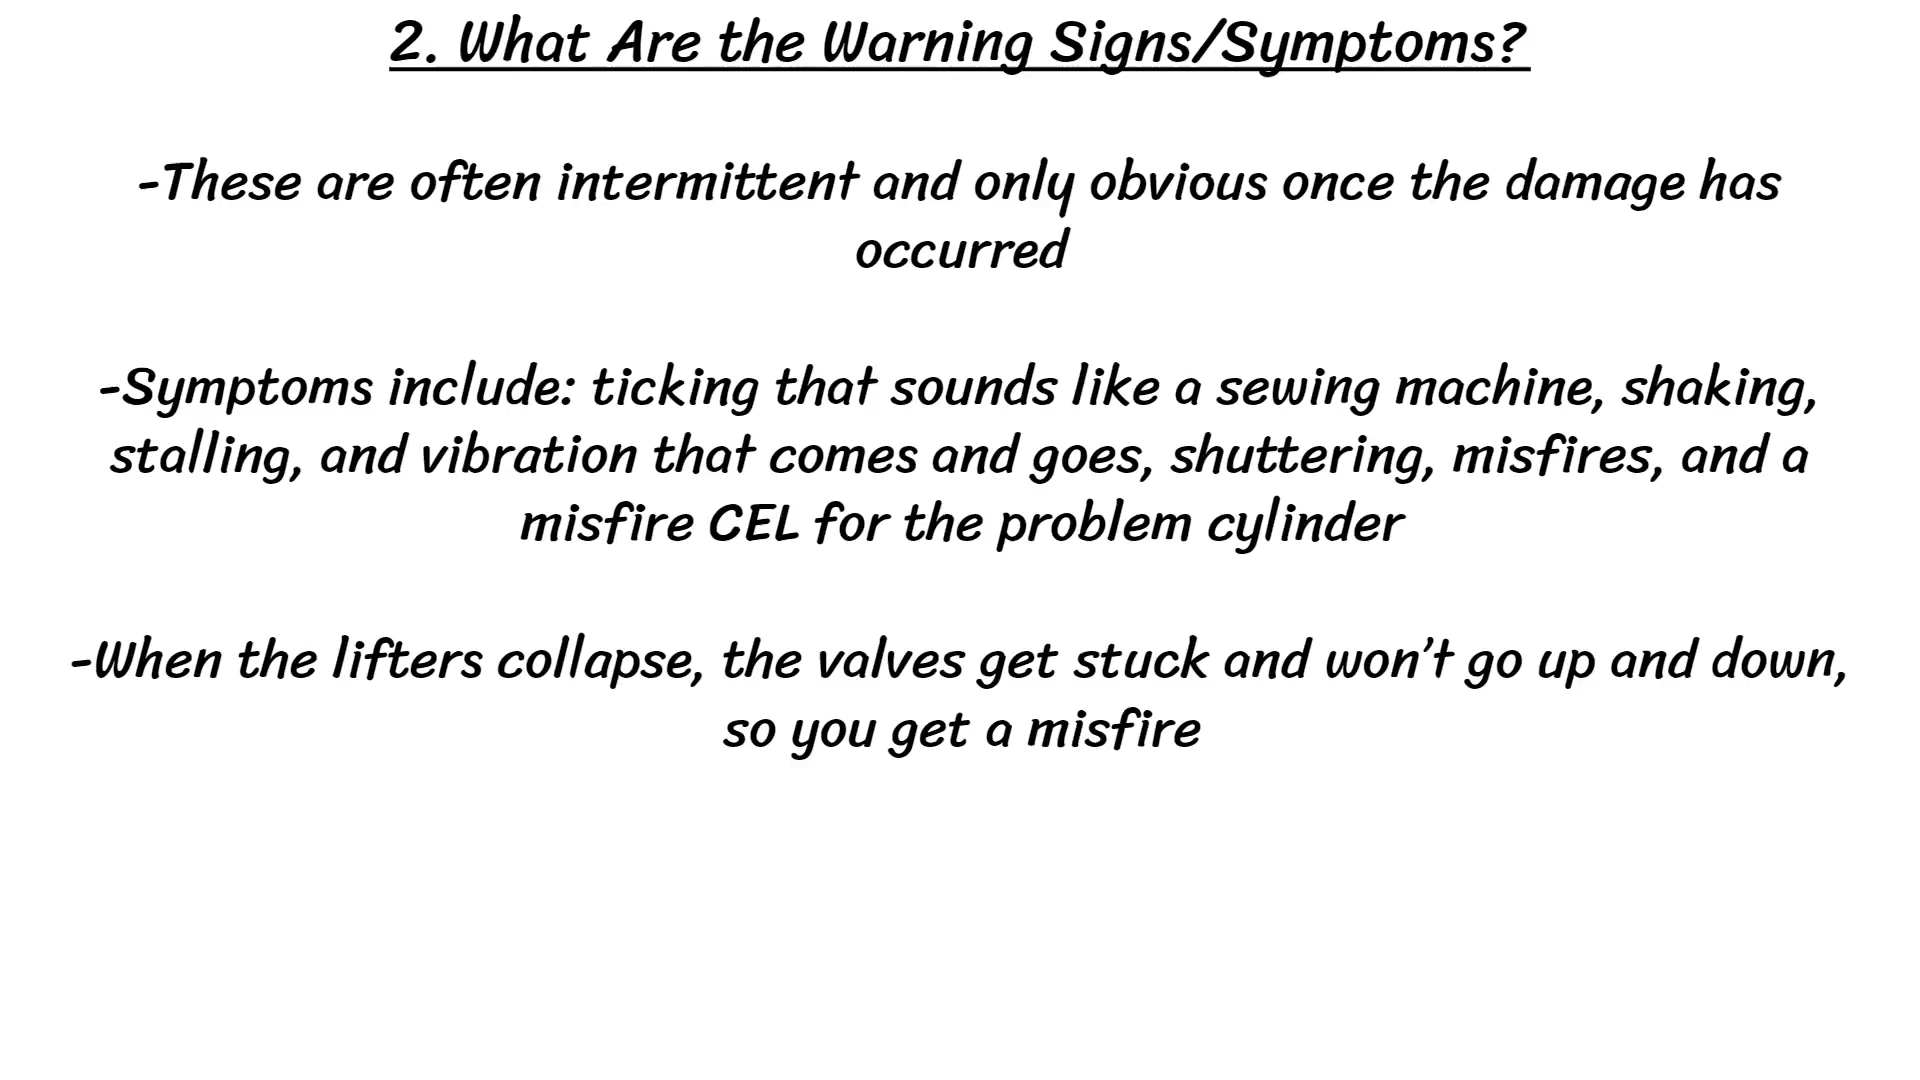 2. What Are the Warning Signs/Symptoms?
-These are often intermittent and only obvious once the damage has
occurred
-Symptoms include: ticking that sounds like a sewing machine, shaking,
stalling, and vibration that comes and goes, shuttering, misfires, and a
misfire CEL for the problem cylinder
-When the lifters collapse, the valves get stuck and won’t go up and down,
so you get a misfire